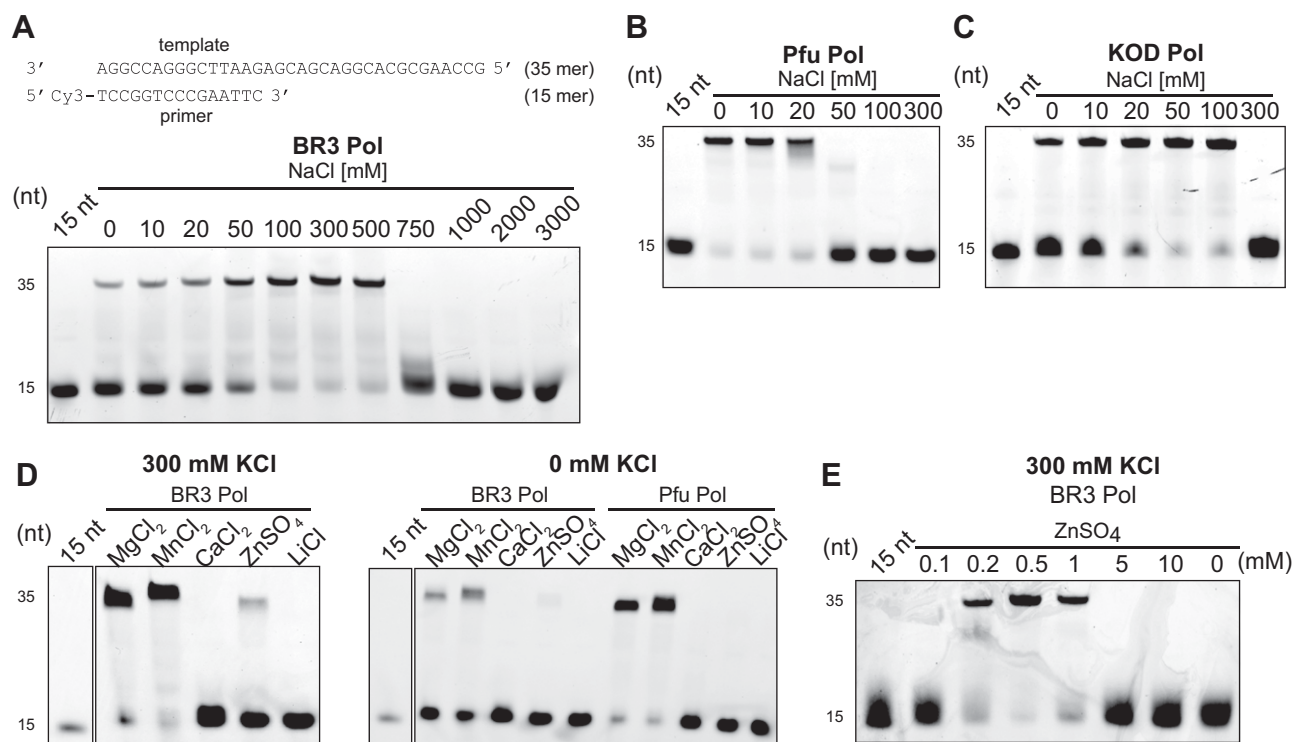 A
template
3′ AGGCCAGGGCTTAAGAGCAGCAGGCACGCGAACCG 5′ (35 mer)
5′ Cy3-TCCGGTCCCGAATTC 3′ (15 mer)
primer
BR3 Pol
NaCl [mM]
(nt) 15 nt 0 10 20 50 100 300 500 750 1000 2000 3000
35
15
B
Pfu Pol
(nt) NaCl [mM]
15 nt 0 10 20 50 100 300
35
15
C
KOD Pol
(nt) NaCl [mM]
15 nt 0 10 20 50 100 300
35
15
D
300 mM KCl
BR3 Pol
(nt) 15 nt MgCl2 MnCl2 CaCl2 ZnSO4 LiCl
35
15
0 mM KCl
BR3 Pol Pfu Pol
15 nt MgCl2 MnCl2 CaCl2 ZnSO4 LiCl MgCl2 MnCl2 CaCl2 ZnSO4 LiCl
E
300 mM KCl
BR3 Pol
ZnSO4
(nt) 15 nt 0.1 0.2 0.5 1 5 10 0 (mM)
35
15